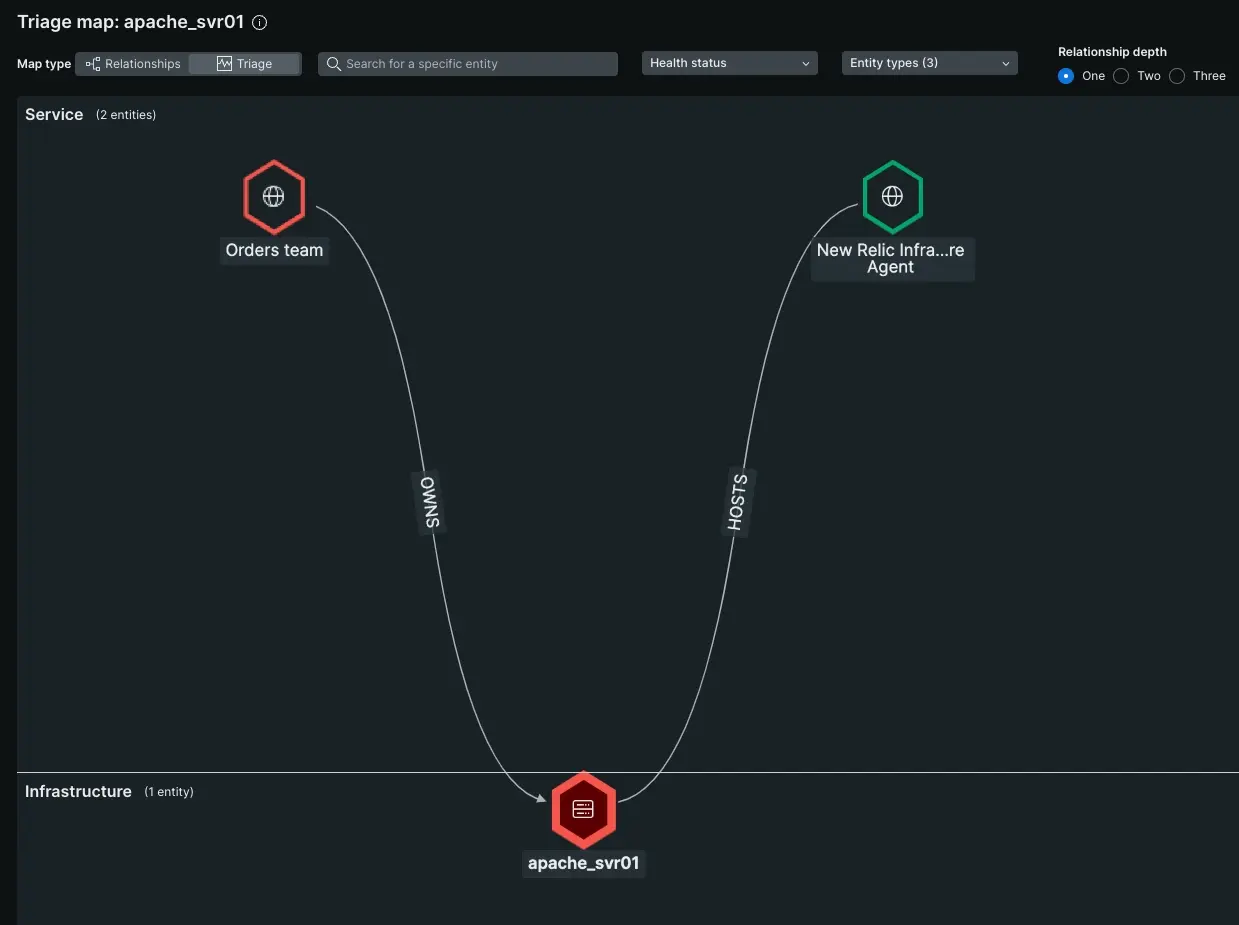 Triage map: apache_svr01
Map type
Relationships
Triage
Search for a specific entity
Health status
Entity types (3)
Relationship depth
One
Two
Three
Service (2 entities)
Orders team
New Relic Infra...re
Agent
OWNS
HOSTS
Infrastructure (1 entity)
apache_svr01